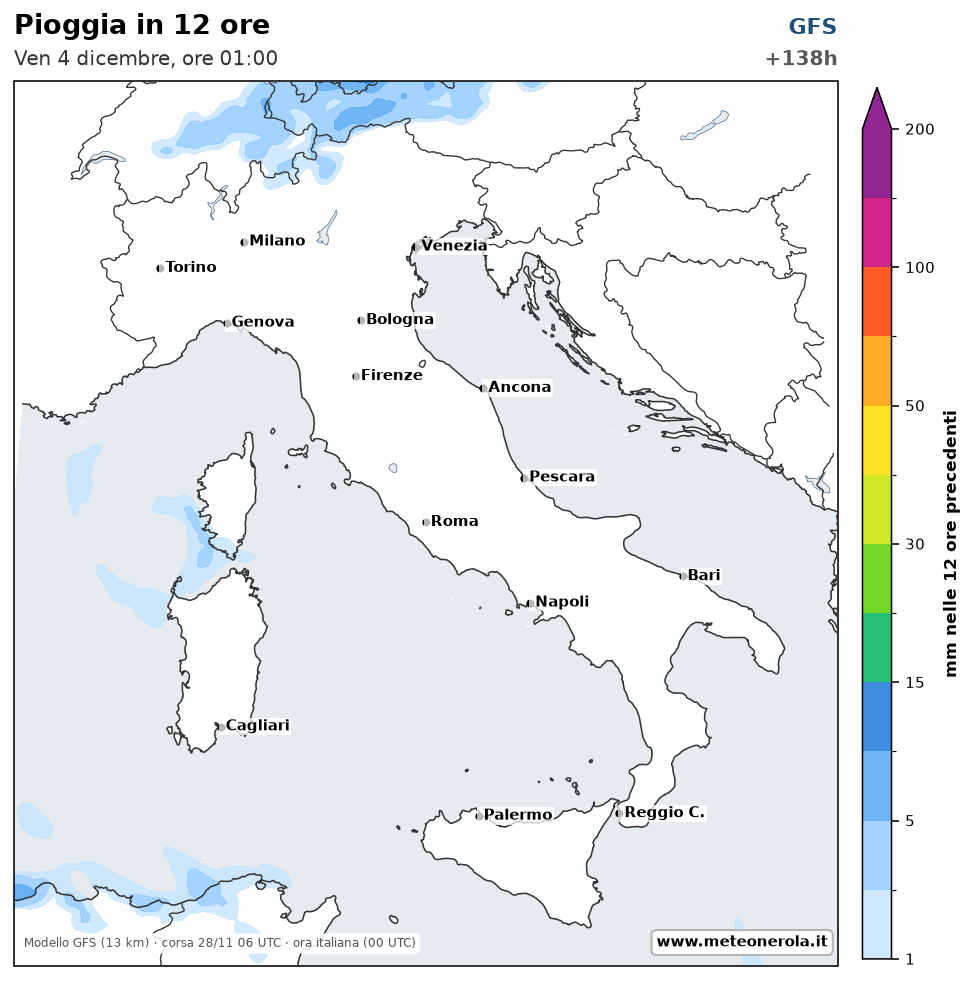 Pioggia in 12 ore
GFS
Ven 4 dicembre, ore 01:00
+138h
200
100
50
30
15
5
1
mm nelle 12 ore precedenti
Milano
Venezia
Torino
Genova
Bologna
Firenze
Ancona
Pescara
Roma
Bari
Napoli
Cagliari
Palermo
Reggio C.
Modello GFS (13 km) · corsa 28/11 06 UTC · ora italiana (00 UTC)
www.meteonerola.it